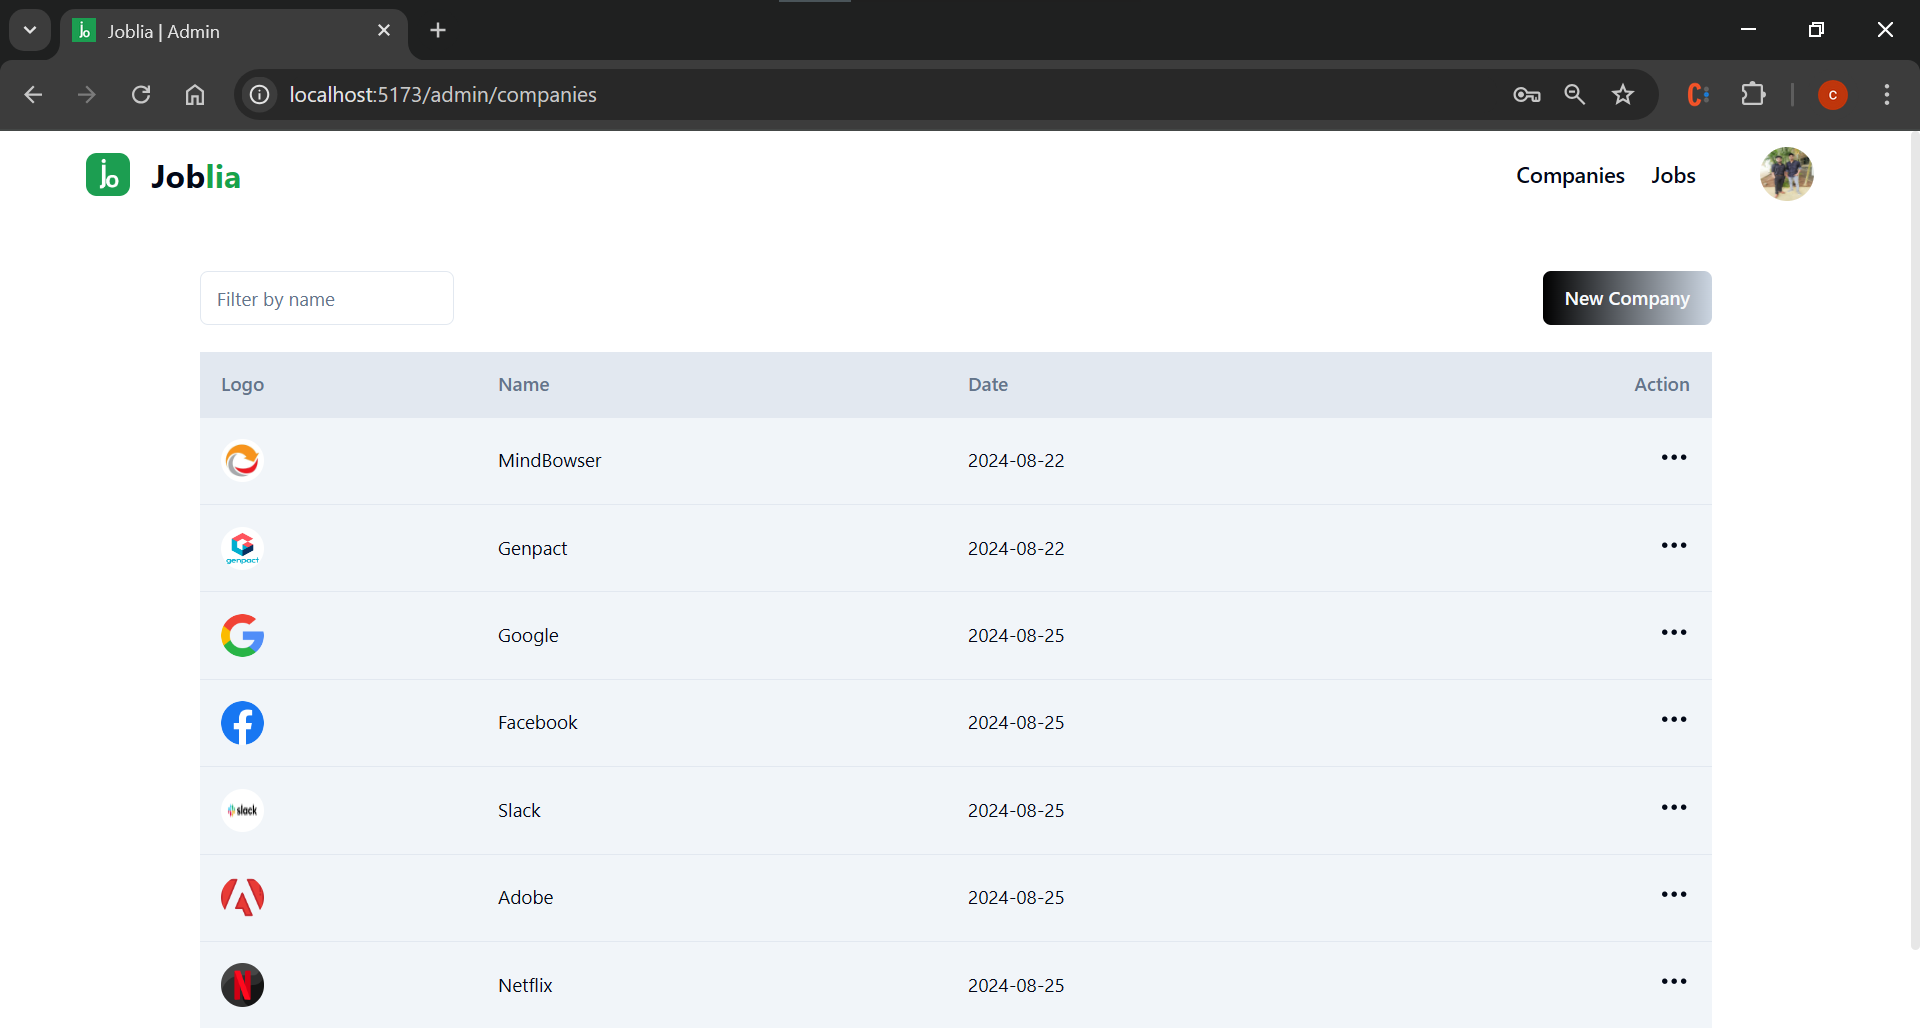 jo Joblia | Admin
localhost:5173/admin/companies
C
jo Joblia Companies Jobs
Filter by name New Company
Logo Name Date Action
MindBowser 2024-08-22
genpact Genpact 2024-08-22
Google 2024-08-25
Facebook 2024-08-25
slack Slack 2024-08-25
Adobe 2024-08-25
N Netflix 2024-08-25